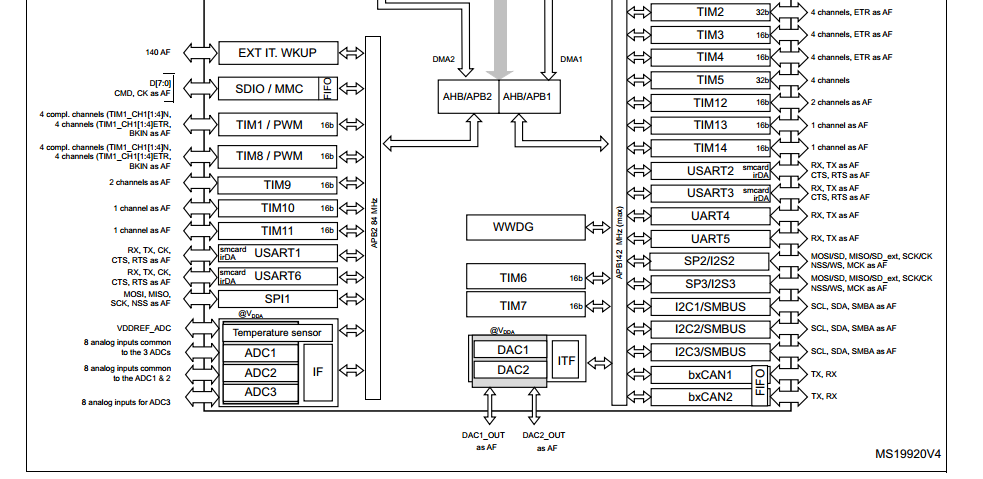 140 AF
EXT IT. WKUP
D[7:0]
CMD, CK as AF
SDIO / MMC
FIFO
4 compl. channels (TIM1_CH1[1:4]N,
4 channels (TIM1_CH1[1:4]ETR,
BKIN as AF
TIM1 / PWM
16b
4 compl. channels (TIM1_CH1[1:4]N,
4 channels (TIM1_CH1[1:4]ETR,
BKIN as AF
TIM8 / PWM
16b
2 channels as AF
TIM9
16b
1 channel as AF
TIM10
16b
1 channel as AF
TIM11
16b
RX, TX, CK,
CTS, RTS as AF
smcard
irDA
USART1
RX, TX, CK,
CTS, RTS as AF
smcard
irDA
USART6
MOSI, MISO,
SCK, NSS as AF
SPI1
@VDDA
VDDREF_ADC
Temperature sensor
8 analog inputs common
to the 3 ADCs
ADC1
8 analog inputs common
to the ADC1 & 2
ADC2
IF
8 analog inputs for ADC3
ADC3
APB2 84 MHz
DMA2
DMA1
AHB/APB2
AHB/APB1
WWDG
TIM6
16b
TIM7
16b
@VDDA
DAC1
DAC2
ITF
DAC1_OUT
as AF
DAC2_OUT
as AF
APB142 MHz (max)
TIM2
32b
4 channels, ETR as AF
TIM3
16b
4 channels, ETR as AF
TIM4
16b
4 channels, ETR as AF
TIM5
32b
4 channels
TIM12
16b
2 channels as AF
TIM13
16b
1 channel as AF
TIM14
16b
1 channel as AF
USART2
smcard
irDA
RX, TX as AF
CTS, RTS as AF
USART3
smcard
irDA
RX, TX as AF
CTS, RTS as AF
UART4
RX, TX as AF
UART5
RX, TX as AF
SP2/I2S2
MOSI/SD, MISO/SD_ext, SCK/CK
NSS/WS, MCK as AF
SP3/I2S3
MOSI/SD, MISO/SD_ext, SCK/CK
NSS/WS, MCK as AF
I2C1/SMBUS
SCL, SDA, SMBA as AF
I2C2/SMBUS
SCL, SDA, SMBA as AF
I2C3/SMBUS
SCL, SDA, SMBA as AF
bxCAN1
TX, RX
FIFO
bxCAN2
TX, RX
MS19920V4